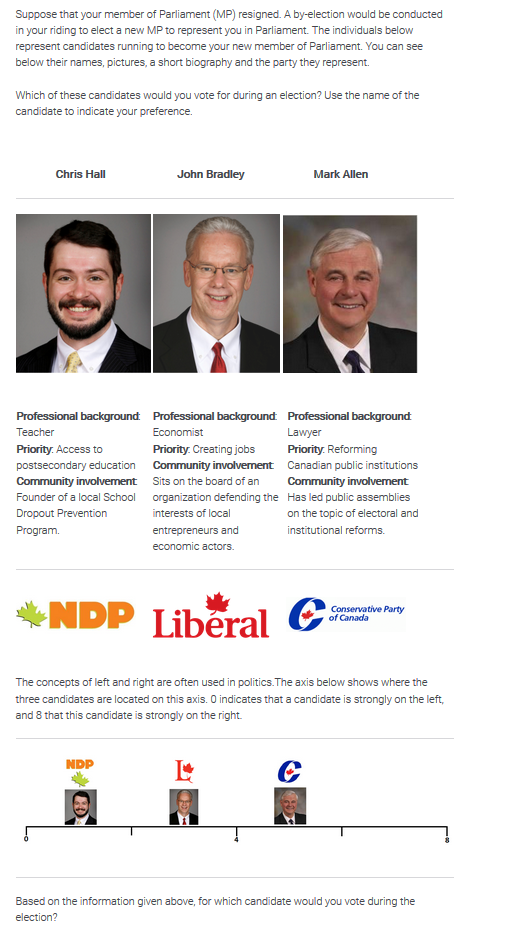 Suppose that your member of Parliament (MP) resigned. A by-election would be conducted
in your riding to elect a new MP to represent you in Parliament. The individuals below
represent candidates running to become your new member of Parliament. You can see
below their names, pictures, a short biography and the party they represent.
Which of these candidates would you vote for during an election? Use the name of the
candidate to indicate your preference.
Chris Hall
John Bradley
Mark Allen
Professional background:
Teacher
Priority: Access to
postsecondary education
Community involvement:
Founder of a local School
Dropout Prevention
Program.
Professional background:
Economist
Priority: Creating jobs
Community involvement:
Sits on the board of an
organization defending the
interests of local
entrepreneurs and
economic actors.
Professional background:
Lawyer
Priority: Reforming
Canadian public institutions
Community involvement:
Has led public assemblies
on the topic of electoral and
institutional reforms.
NDP
Liberal
C
Conservative Party
of Canada
The concepts of left and right are often used in politics.The axis below shows where the
three candidates are located on this axis. 0 indicates that a candidate is strongly on the left,
and 8 that this candidate is strongly on the right.
NDP
L
C
0
4
8
Based on the information given above, for which candidate would you vote during the
election?